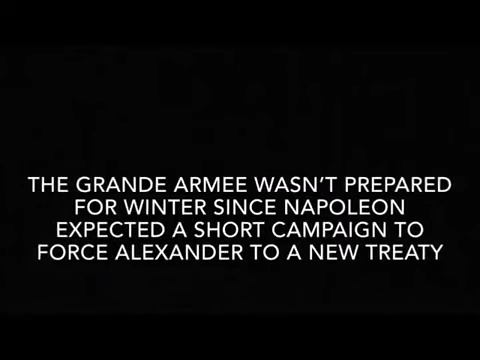 THE GRANDE ARMEE WASN’T PREPARED
FOR WINTER SINCE NAPOLEON
EXPECTED A SHORT CAMPAIGN TO
FORCE ALEXANDER TO A NEW TREATY